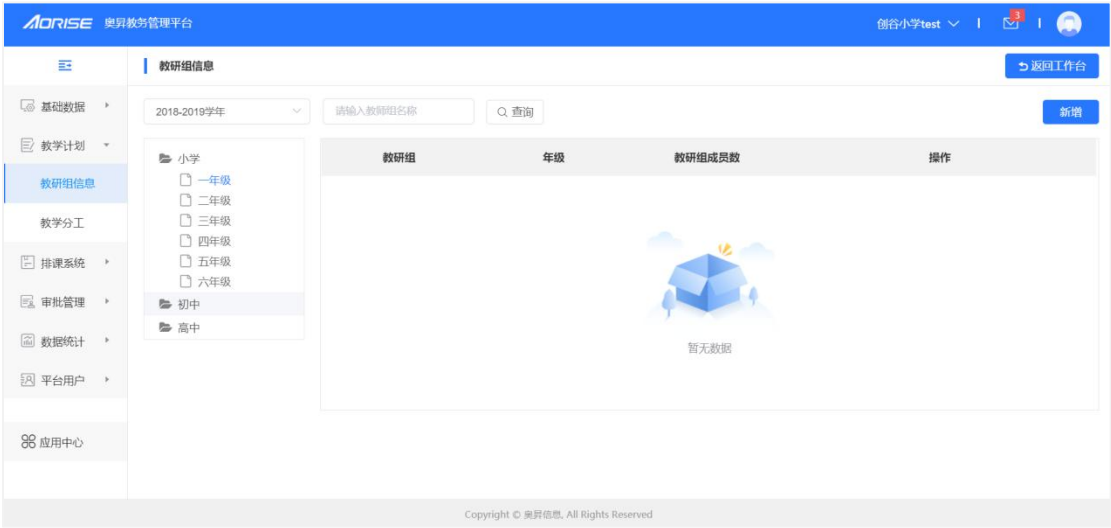 AORISE 奥昇教务管理平台
创谷小学test
3
教研组信息
返回工作台
基础数据
教学计划
教研组信息
教学分工
排课系统
审批管理
数据统计
平台用户
应用中心
2018-2019学年
请输入教师组名称
查询
新增
小学
一年级
二年级
三年级
四年级
五年级
六年级
初中
高中
教研组 年级 教研组成员数 操作
暂无数据
Copyright © 奥昇信息, All Rights Reserved